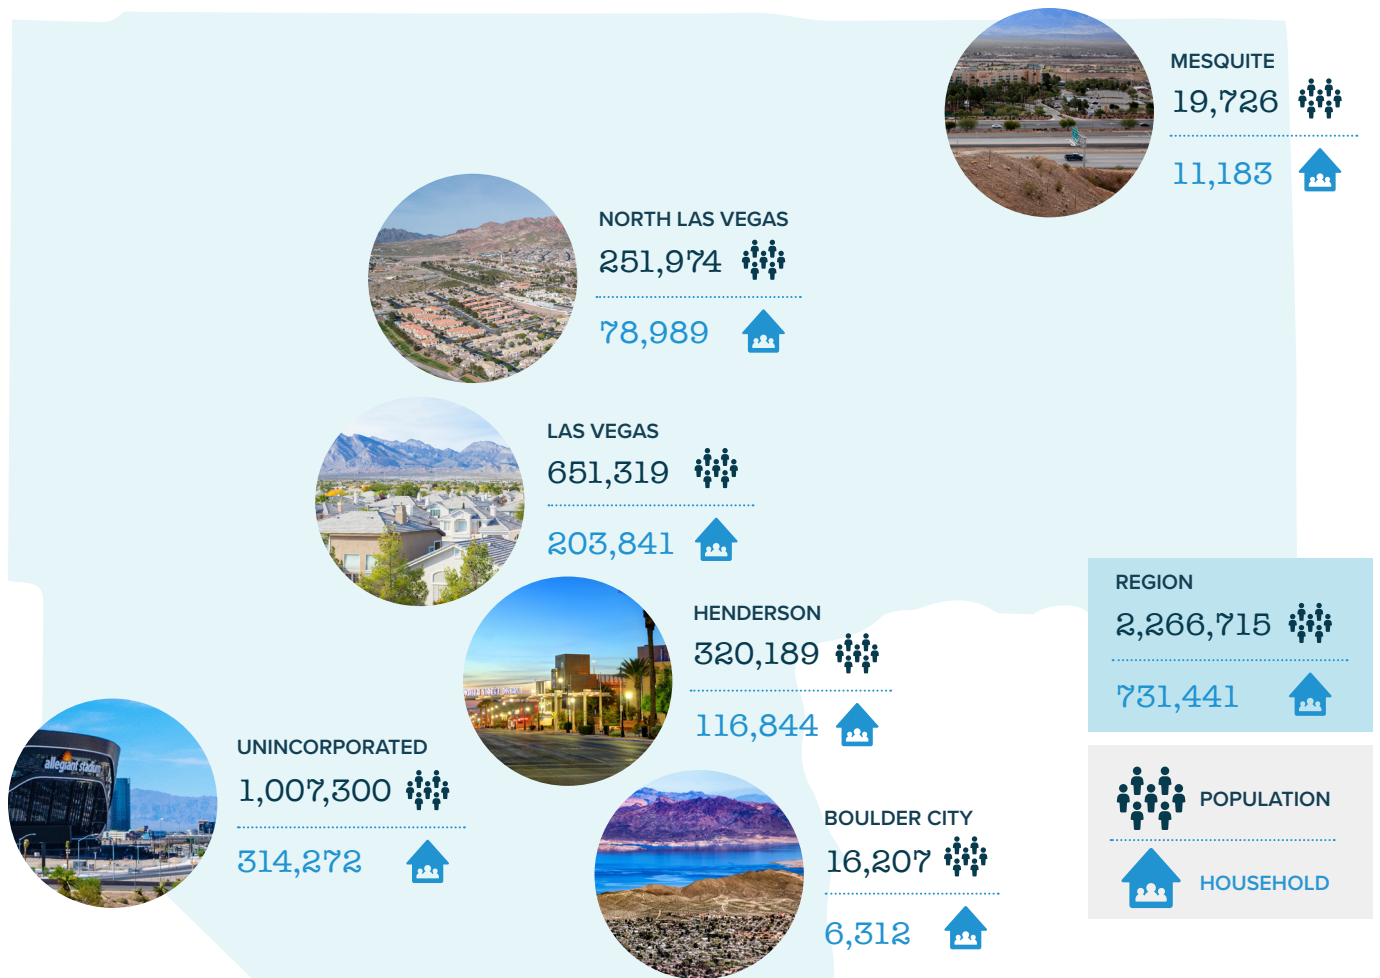 MESQUITE
19,726
11,183
NORTH LAS VEGAS
251,974
78,989
LAS VEGAS
651,319
203,841
HENDERSON
320,189
116,844
REGION
2,266,715
731,441
UNINCORPORATED
1,007,300
314,272
allegiant stadium
BOULDER CITY
16,207
6,312
POPULATION
HOUSEHOLD